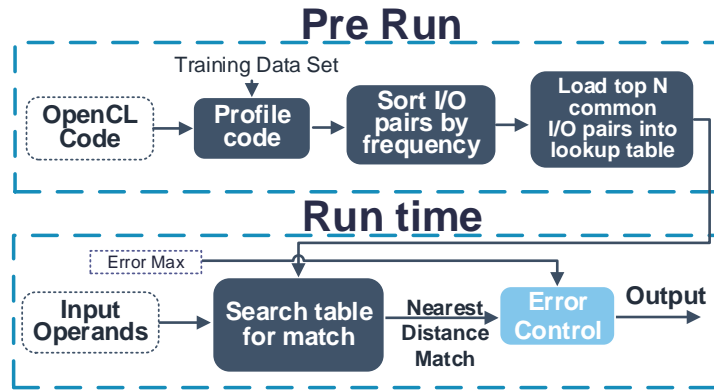 Pre Run
Training Data Set
OpenCL
Code
Profile
code
Sort I/O
pairs by
frequency
Load top N
common
I/O pairs into
lookup table
Run time
Error Max
Input
Operands
Search table
for match
Nearest
Distance
Match
Error
Control
Output